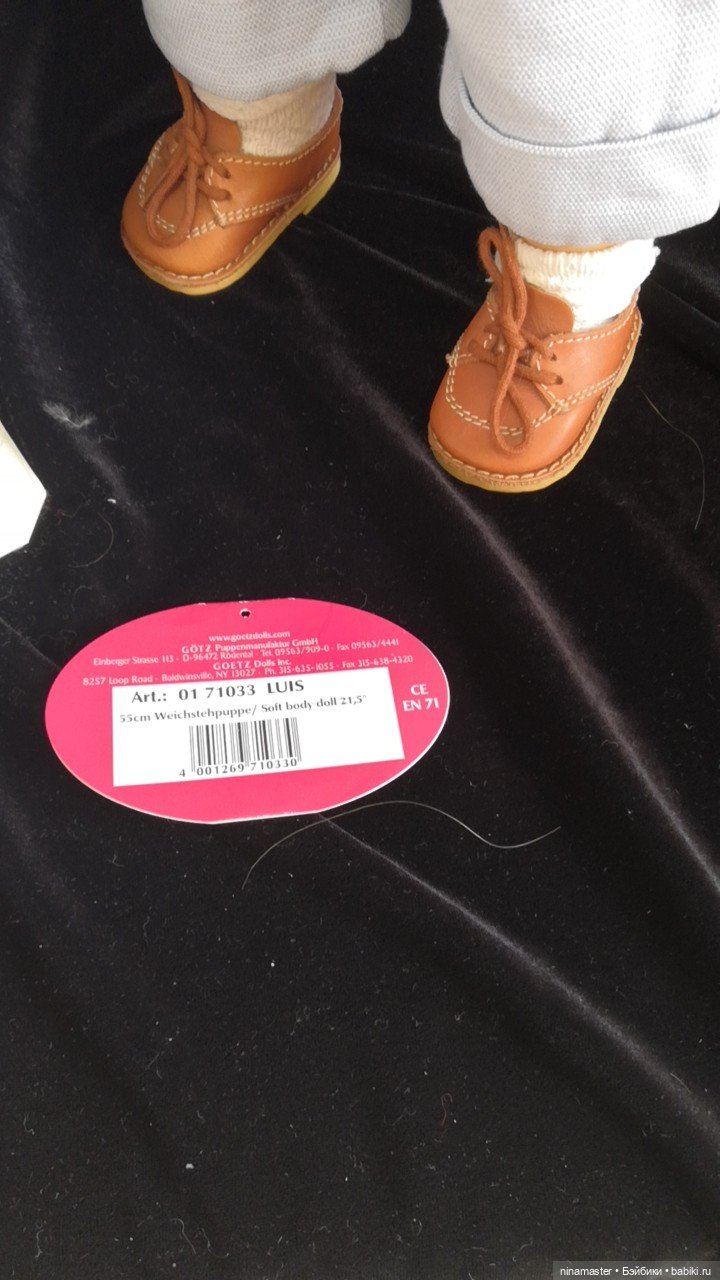 www.goetzdolls.com
GÖTZ Puppenmanufaktur GmbH
Einberger Strasse 113 · D-96472 Rödental · Tel. 09563/909-0 · Fax 09563/4441
GOETZ Dolls Inc.
8257 Loop Road · Baldwinsville, NY 13027 · Ph. 315-635-1055 · Fax 315-638-4320
Art.: 01 71033 LUIS
55cm Weichstehpuppe/ Soft body doll 21,5"
4 001269 710330
CE
EN 71
ninamaster • Бэйбики • babiki.ru